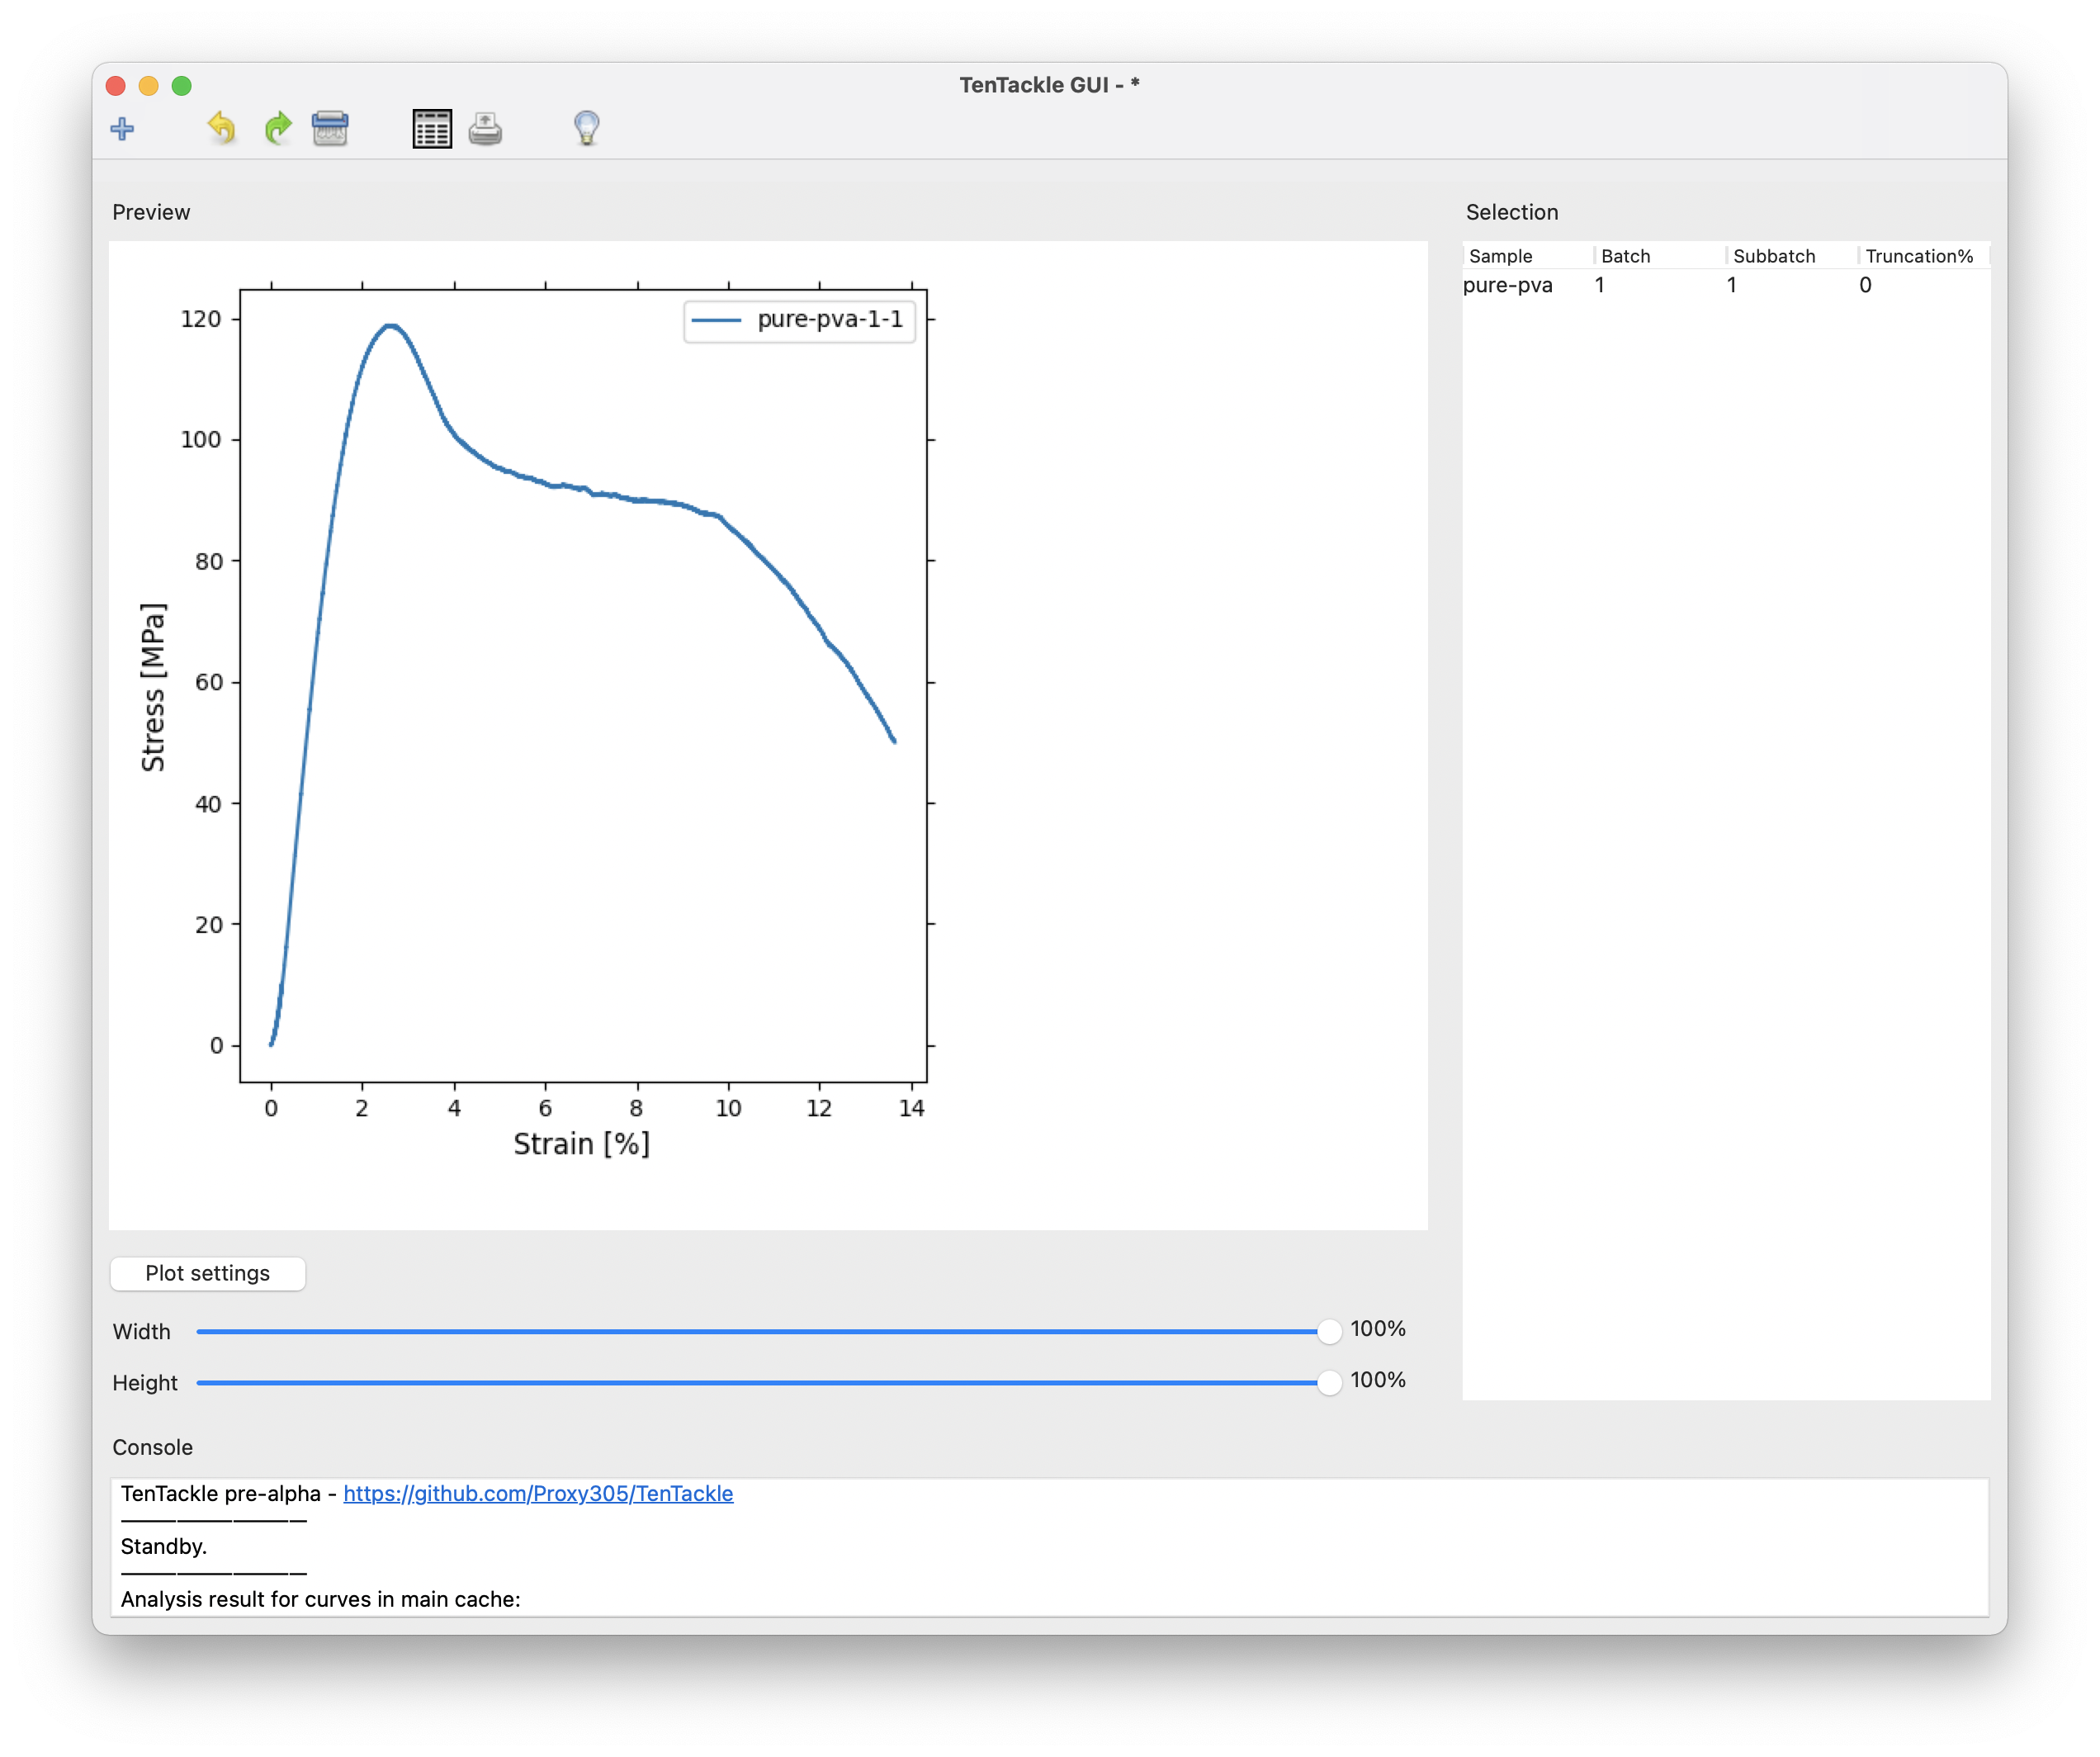 TenTackle GUI - *
Preview
Selection
Sample Batch Subbatch Truncation%
pure-pva 1 1 0
pure-pva-1-1
120
100
80
60
40
20
0
Stress [MPa]
0 2 4 6 8 10 12 14
Strain [%]
Plot settings
Width 100%
Height 100%
Console
TenTackle pre-alpha - https://github.com/Proxy305/TenTackle
Standby.
Analysis result for curves in main cache: